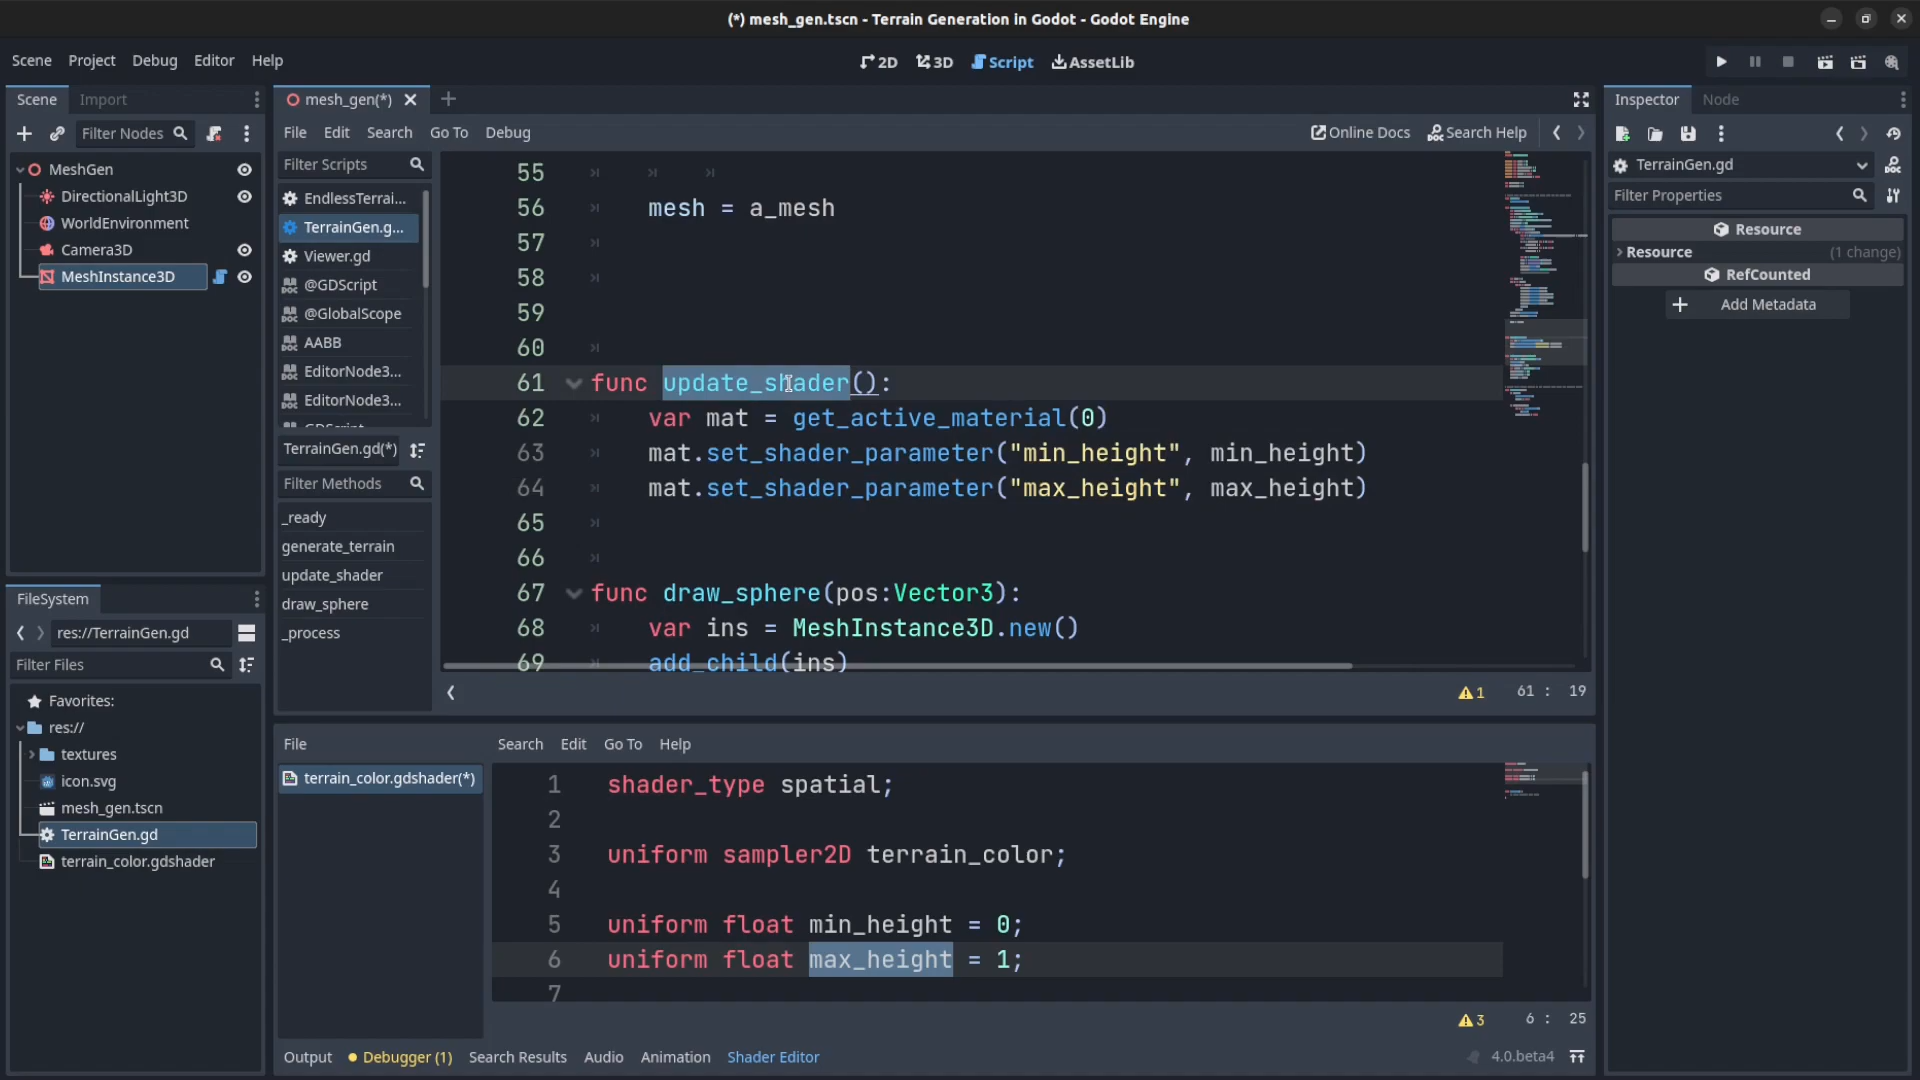 (*) mesh_gen.tscn - Terrain Generation in Godot - Godot Engine
Scene Project Debug Editor Help
2D 3D Script AssetLib
Scene Import
Filter Nodes
MeshGen
DirectionalLight3D
WorldEnvironment
Camera3D
MeshInstance3D
FileSystem
res://TerrainGen.gd
Filter Files
Favorites:
res://
textures
icon.svg
mesh_gen.tscn
TerrainGen.gd
terrain_color.gdshader
mesh_gen(*)
File Edit Search Go To Debug
Online Docs Search Help
Filter Scripts
EndlessTerrai...
TerrainGen.g...
Viewer.gd
@GDScript
@GlobalScope
AABB
EditorNode3...
EditorNode3...
TerrainGen.gd(*)
Filter Methods
_ready
generate_terrain
update_shader
draw_sphere
_process
55
56 mesh = a_mesh
57
58
59
60
61 func update_shader():
62 var mat = get_active_material(0)
63 mat.set_shader_parameter("min_height", min_height)
64 mat.set_shader_parameter("max_height", max_height)
65
66
67 func draw_sphere(pos:Vector3):
68 var ins = MeshInstance3D.new()
69 add_child(ins)
1 61 : 19
File
Search Edit Go To Help
terrain_color.gdshader(*)
1 shader_type spatial;
2
3 uniform sampler2D terrain_color;
4
5 uniform float min_height = 0;
6 uniform float max_height = 1;
7
3 6 : 25
Output Debugger (1) Search Results Audio Animation Shader Editor
4.0.beta4
Inspector Node
TerrainGen.gd
Filter Properties
Resource
Resource (1 change)
RefCounted
Add Metadata